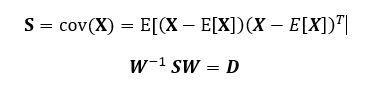 S = cov(X) = E[(X − E[X])(X − E[X])ᵀ
W⁻¹ SW = D